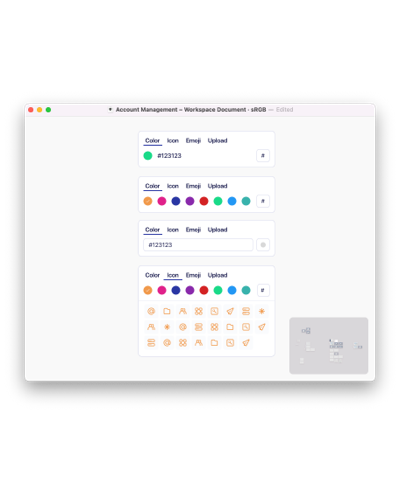 Account Management — Workspace Document - sRGB — Edited
Color Icon Emoji Upload
#123123 #
Color Icon Emoji Upload
#
Color Icon Emoji Upload
#123123
Color Icon Emoji Upload
#